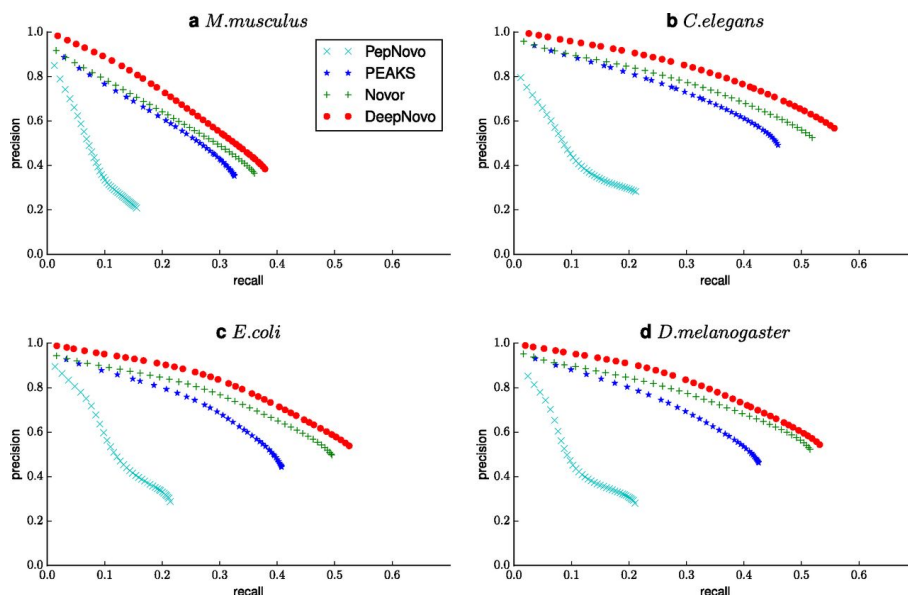 a M.musculus
1.0
0.8
0.6
0.4
0.2
0.0
precision
0.0 0.1 0.2 0.3 0.4 0.5 0.6
recall
PepNovo
PEAKS
Novor
DeepNovo
b C.elegans
1.0
0.8
0.6
0.4
0.2
0.0
precision
0.0 0.1 0.2 0.3 0.4 0.5 0.6
recall
c E.coli
1.0
0.8
0.6
0.4
0.2
0.0
precision
0.0 0.1 0.2 0.3 0.4 0.5 0.6
recall
d D.melanogaster
1.0
0.8
0.6
0.4
0.2
0.0
precision
0.0 0.1 0.2 0.3 0.4 0.5 0.6
recall